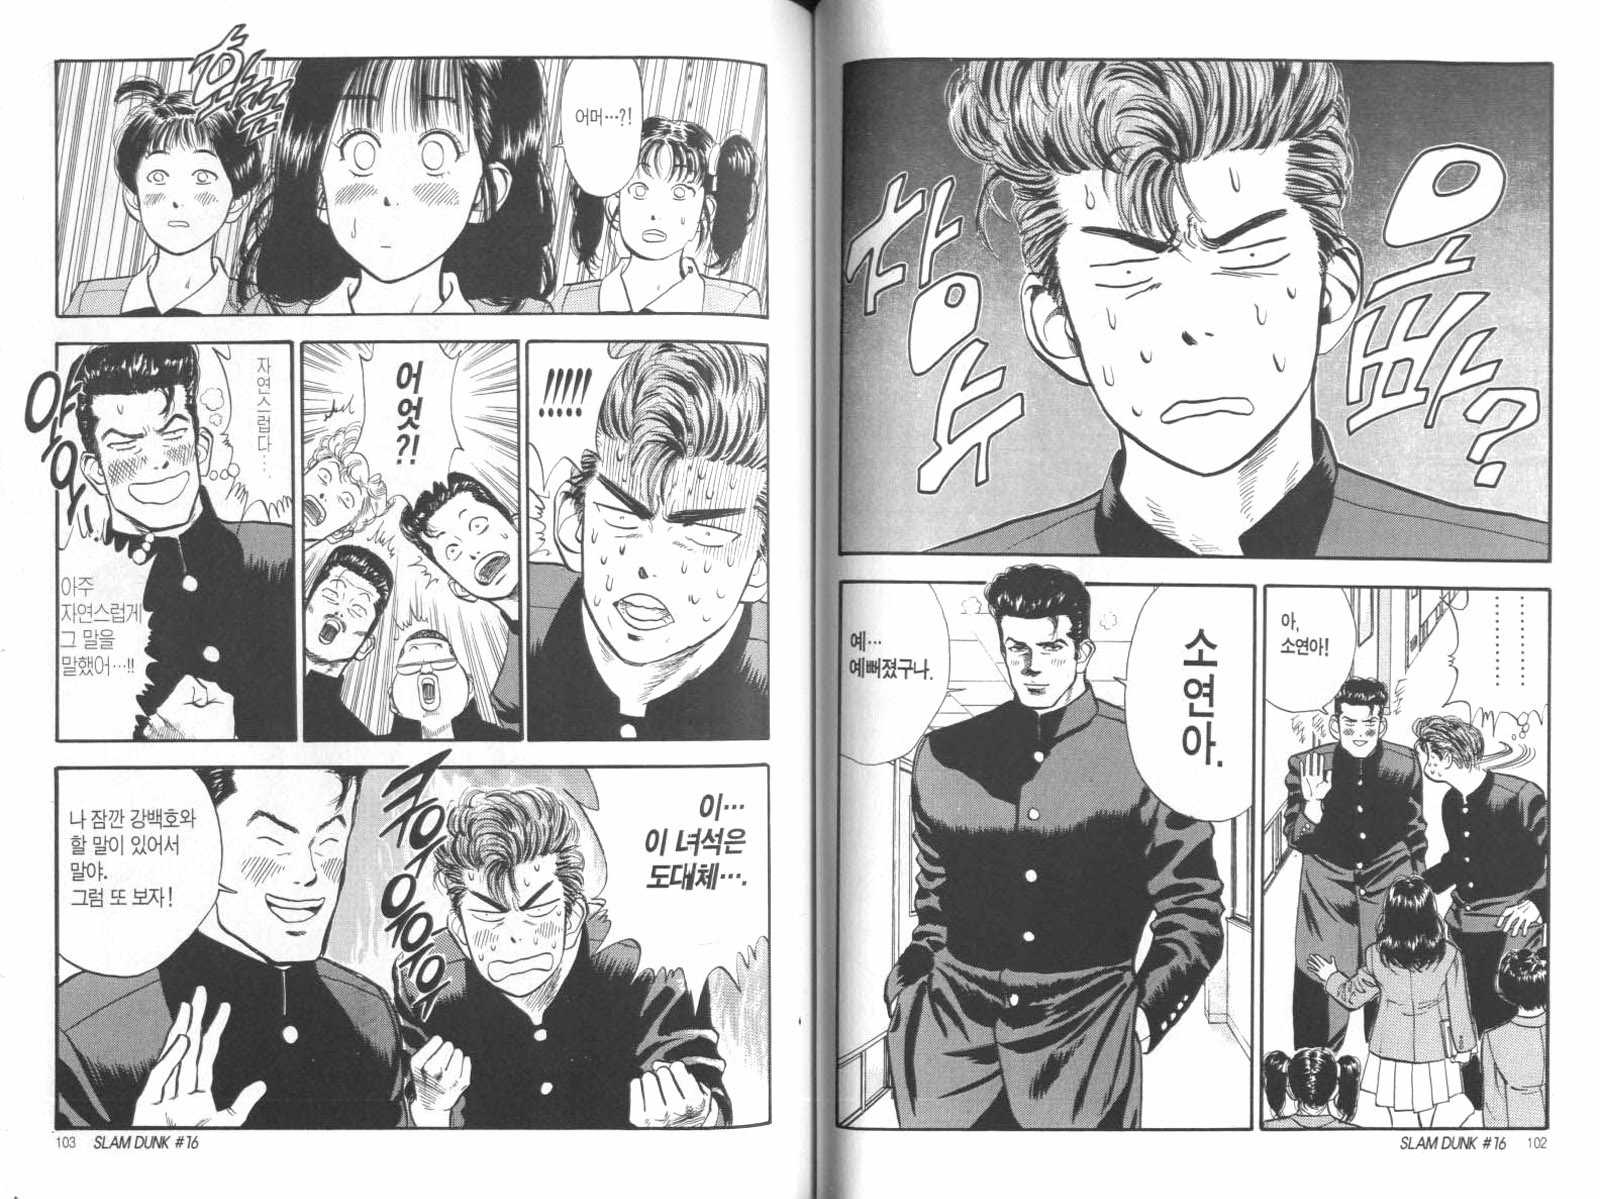 오빠?
창수
아,
소연아!
············
소연아.
예…
예뻐졌구나.
SLAM DUNK #16 102
어머…?!
!!!!!
어
엇?!
자연스럽다…
아주
자연스럽게
그 말을
말했어…!!
이…
이 녀석은
도대체….
나 잠깐 강백호와
할 말이 있어서
말야.
그럼 또 보자!
103 SLAM DUNK #16